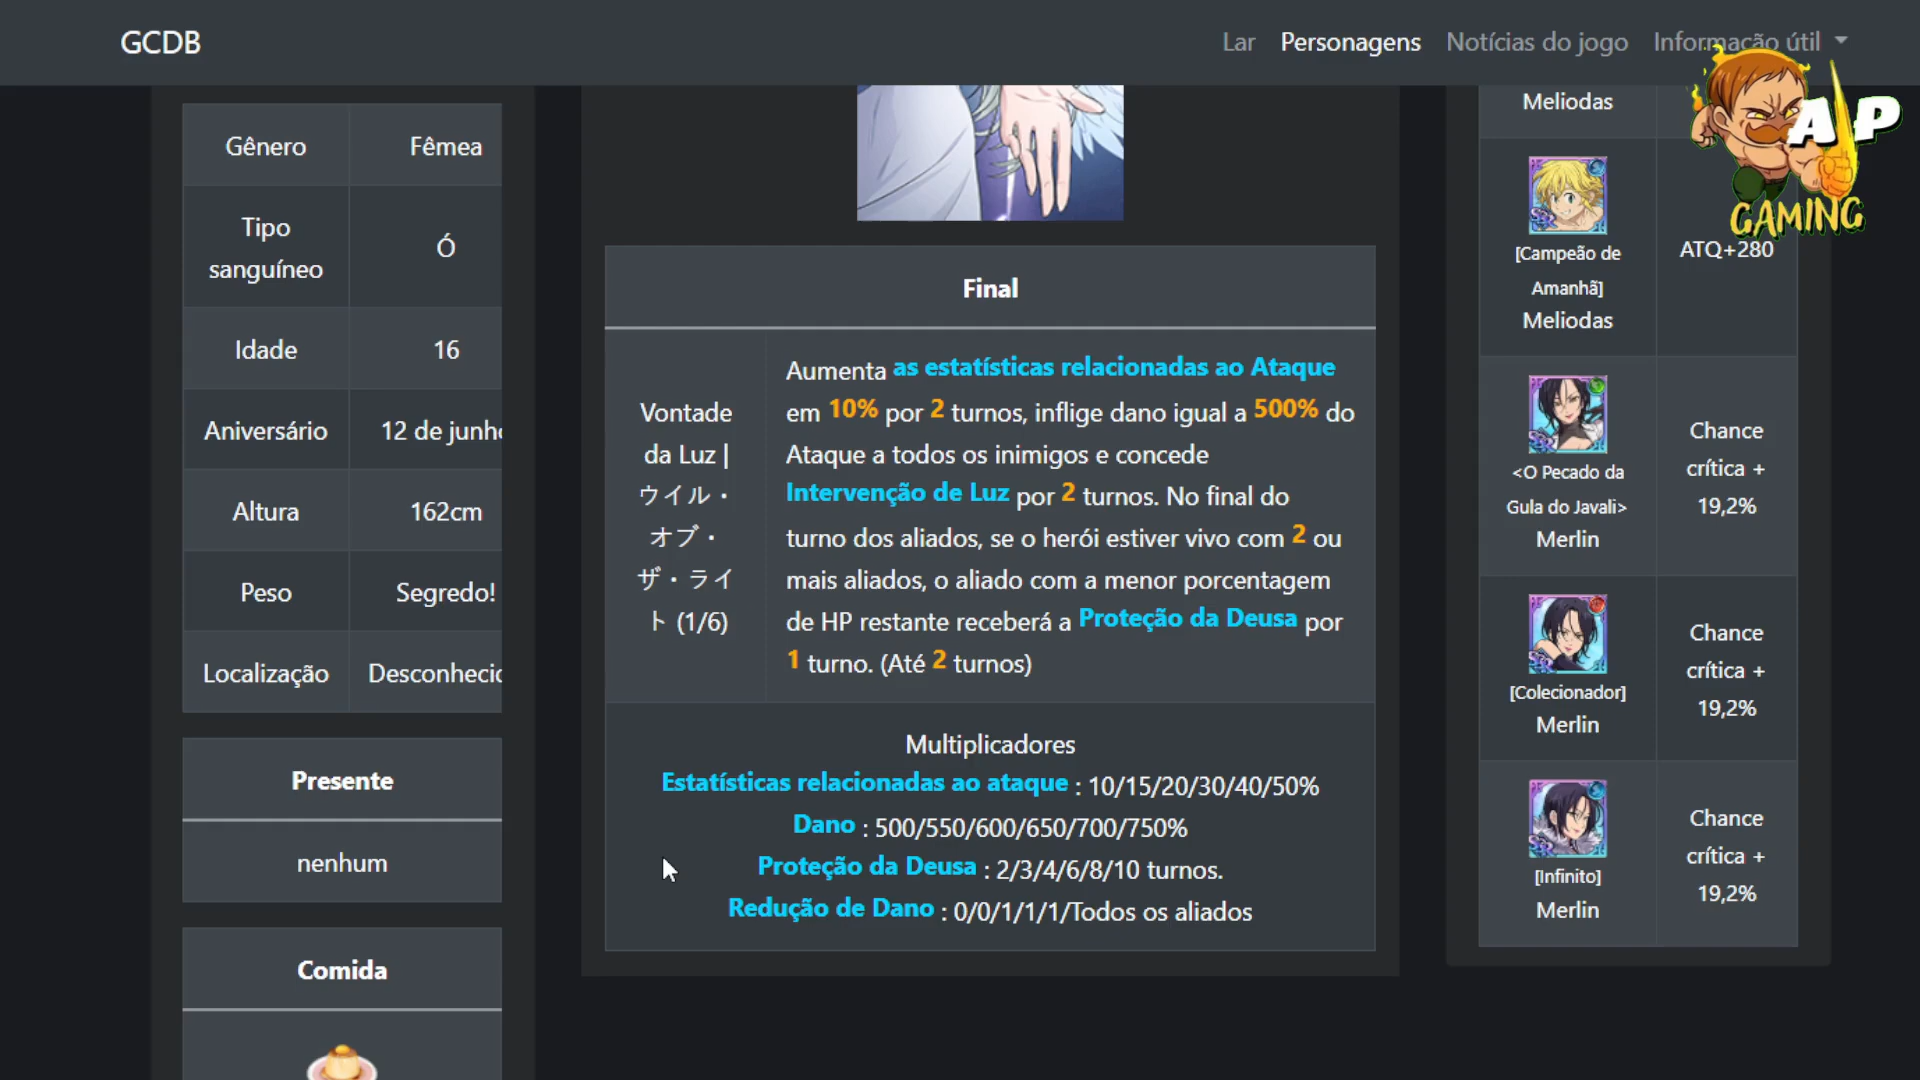 GCDB
Lar
Personagens
Notícias do jogo
Informação útil
Gênero
Fêmea
Tipo
sanguíneo
Ó
Idade
16
Aniversário
12 de junho
Altura
162cm
Peso
Segredo!
Localização
Desconhecid
Presente
nenhum
Comida
Final
Vontade
da Luz |
ウイル・
オブ・
ザ・ライ
ト (1/6)
Aumenta as estatísticas relacionadas ao Ataque
em 10% por 2 turnos, inflige dano igual a 500% do
Ataque a todos os inimigos e concede
Intervenção de Luz por 2 turnos. No final do
turno dos aliados, se o herói estiver vivo com 2 ou
mais aliados, o aliado com a menor porcentagem
de HP restante receberá a Proteção da Deusa por
1 turno. (Até 2 turnos)
Multiplicadores
Estatísticas relacionadas ao ataque : 10/15/20/30/40/50%
Dano : 500/550/600/650/700/750%
Proteção da Deusa : 2/3/4/6/8/10 turnos.
Redução de Dano : 0/0/1/1/1/Todos os aliados
Meliodas
[Campeão de
Amanhã]
Meliodas
ATQ+280
<O Pecado da
Gula do Javali>
Merlin
Chance
crítica +
19,2%
[Colecionador]
Merlin
Chance
crítica +
19,2%
[Infinito]
Merlin
Chance
crítica +
19,2%
AP
GAMING